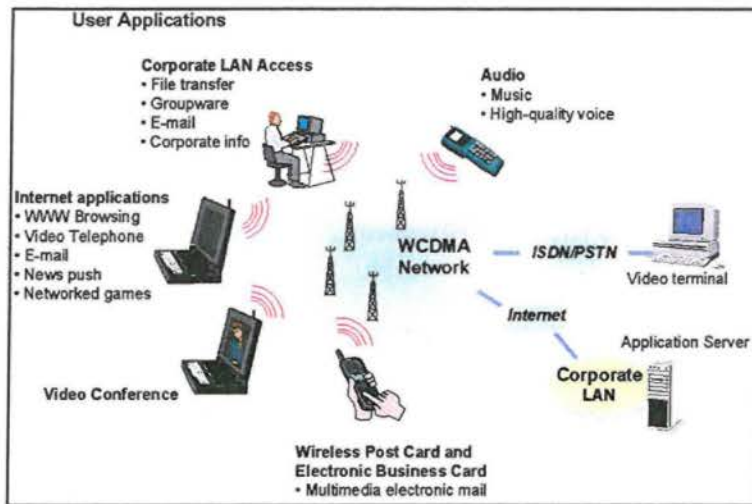 User Applications
Corporate LAN Access
• File transfer
• Groupware
• E-mail
• Corporate info
Audio
• Music
• High-quality voice
Internet applications
• WWW Browsing
• Video Telephone
• E-mail
• News push
• Networked games
WCDMA
Network
ISDN/PSTN
Video terminal
Internet
Application Server
Corporate
LAN
Video Conference
Wireless Post Card and
Electronic Business Card
• Multimedia electronic mail